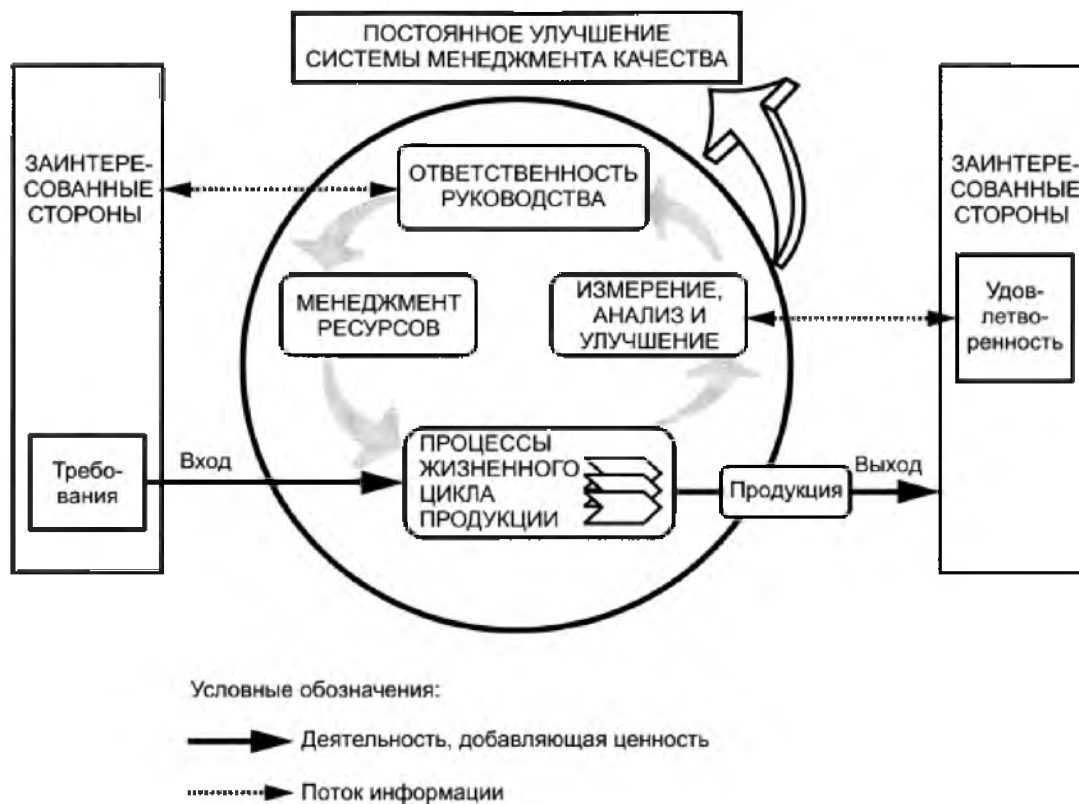 ПОСТОЯННОЕ УЛУЧШЕНИЕ
СИСТЕМЫ МЕНЕДЖМЕНТА КАЧЕСТВА
ЗАИНТЕРЕ-
СОВАННЫЕ
СТОРОНЫ
ОТВЕТСТВЕННОСТЬ
РУКОВОДСТВА
ЗАИНТЕРЕ-
СОВАННЫЕ
СТОРОНЫ
МЕНЕДЖМЕНТ
РЕСУРСОВ
ИЗМЕРЕНИЕ,
АНАЛИЗ И
УЛУЧШЕНИЕ
Удов-
летво-
ренность
Требо-
вания
Вход
ПРОЦЕССЫ
ЖИЗНЕННОГО
ЦИКЛА
ПРОДУКЦИИ
Продукция
Выход
Условные обозначения:
Деятельность, добавляющая ценность
Поток информации